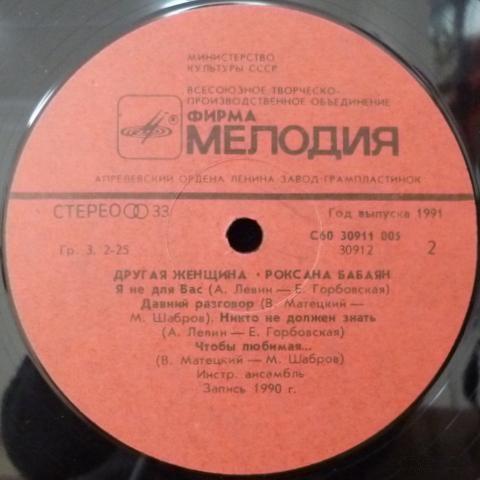 МИНИСТЕРСТВО
КУЛЬТУРЫ СССР
ВСЕСОЮЗНОЕ ТВОРЧЕСКО-
ПРОИЗВОДСТВЕННОЕ ОБЪЕДИНЕНИЕ
ФИРМА
МЕЛОДИЯ
АПРЕЛЕВСКИЙ ОРДЕНА ЛЕНИНА ЗАВОД ГРАМПЛАСТИНОК
СТЕРЕО 33
Год выпуска 1991
Гр. 3. 2-25
С60 30911 005
30912
2
ДРУГАЯ ЖЕНЩИНА · РОКСАНА БАБАЯН
Я не для Вас (А. Левин — Е. Горбовская)
Давний разговор (В. Матецкий —
М. Шабров). Никто не должен знать
(А. Левин — Е. Горбовская)
Чтобы любимая...
(В. Матецкий — М. Шабров)
Инстр. ансамбль
Запись 1990 г.